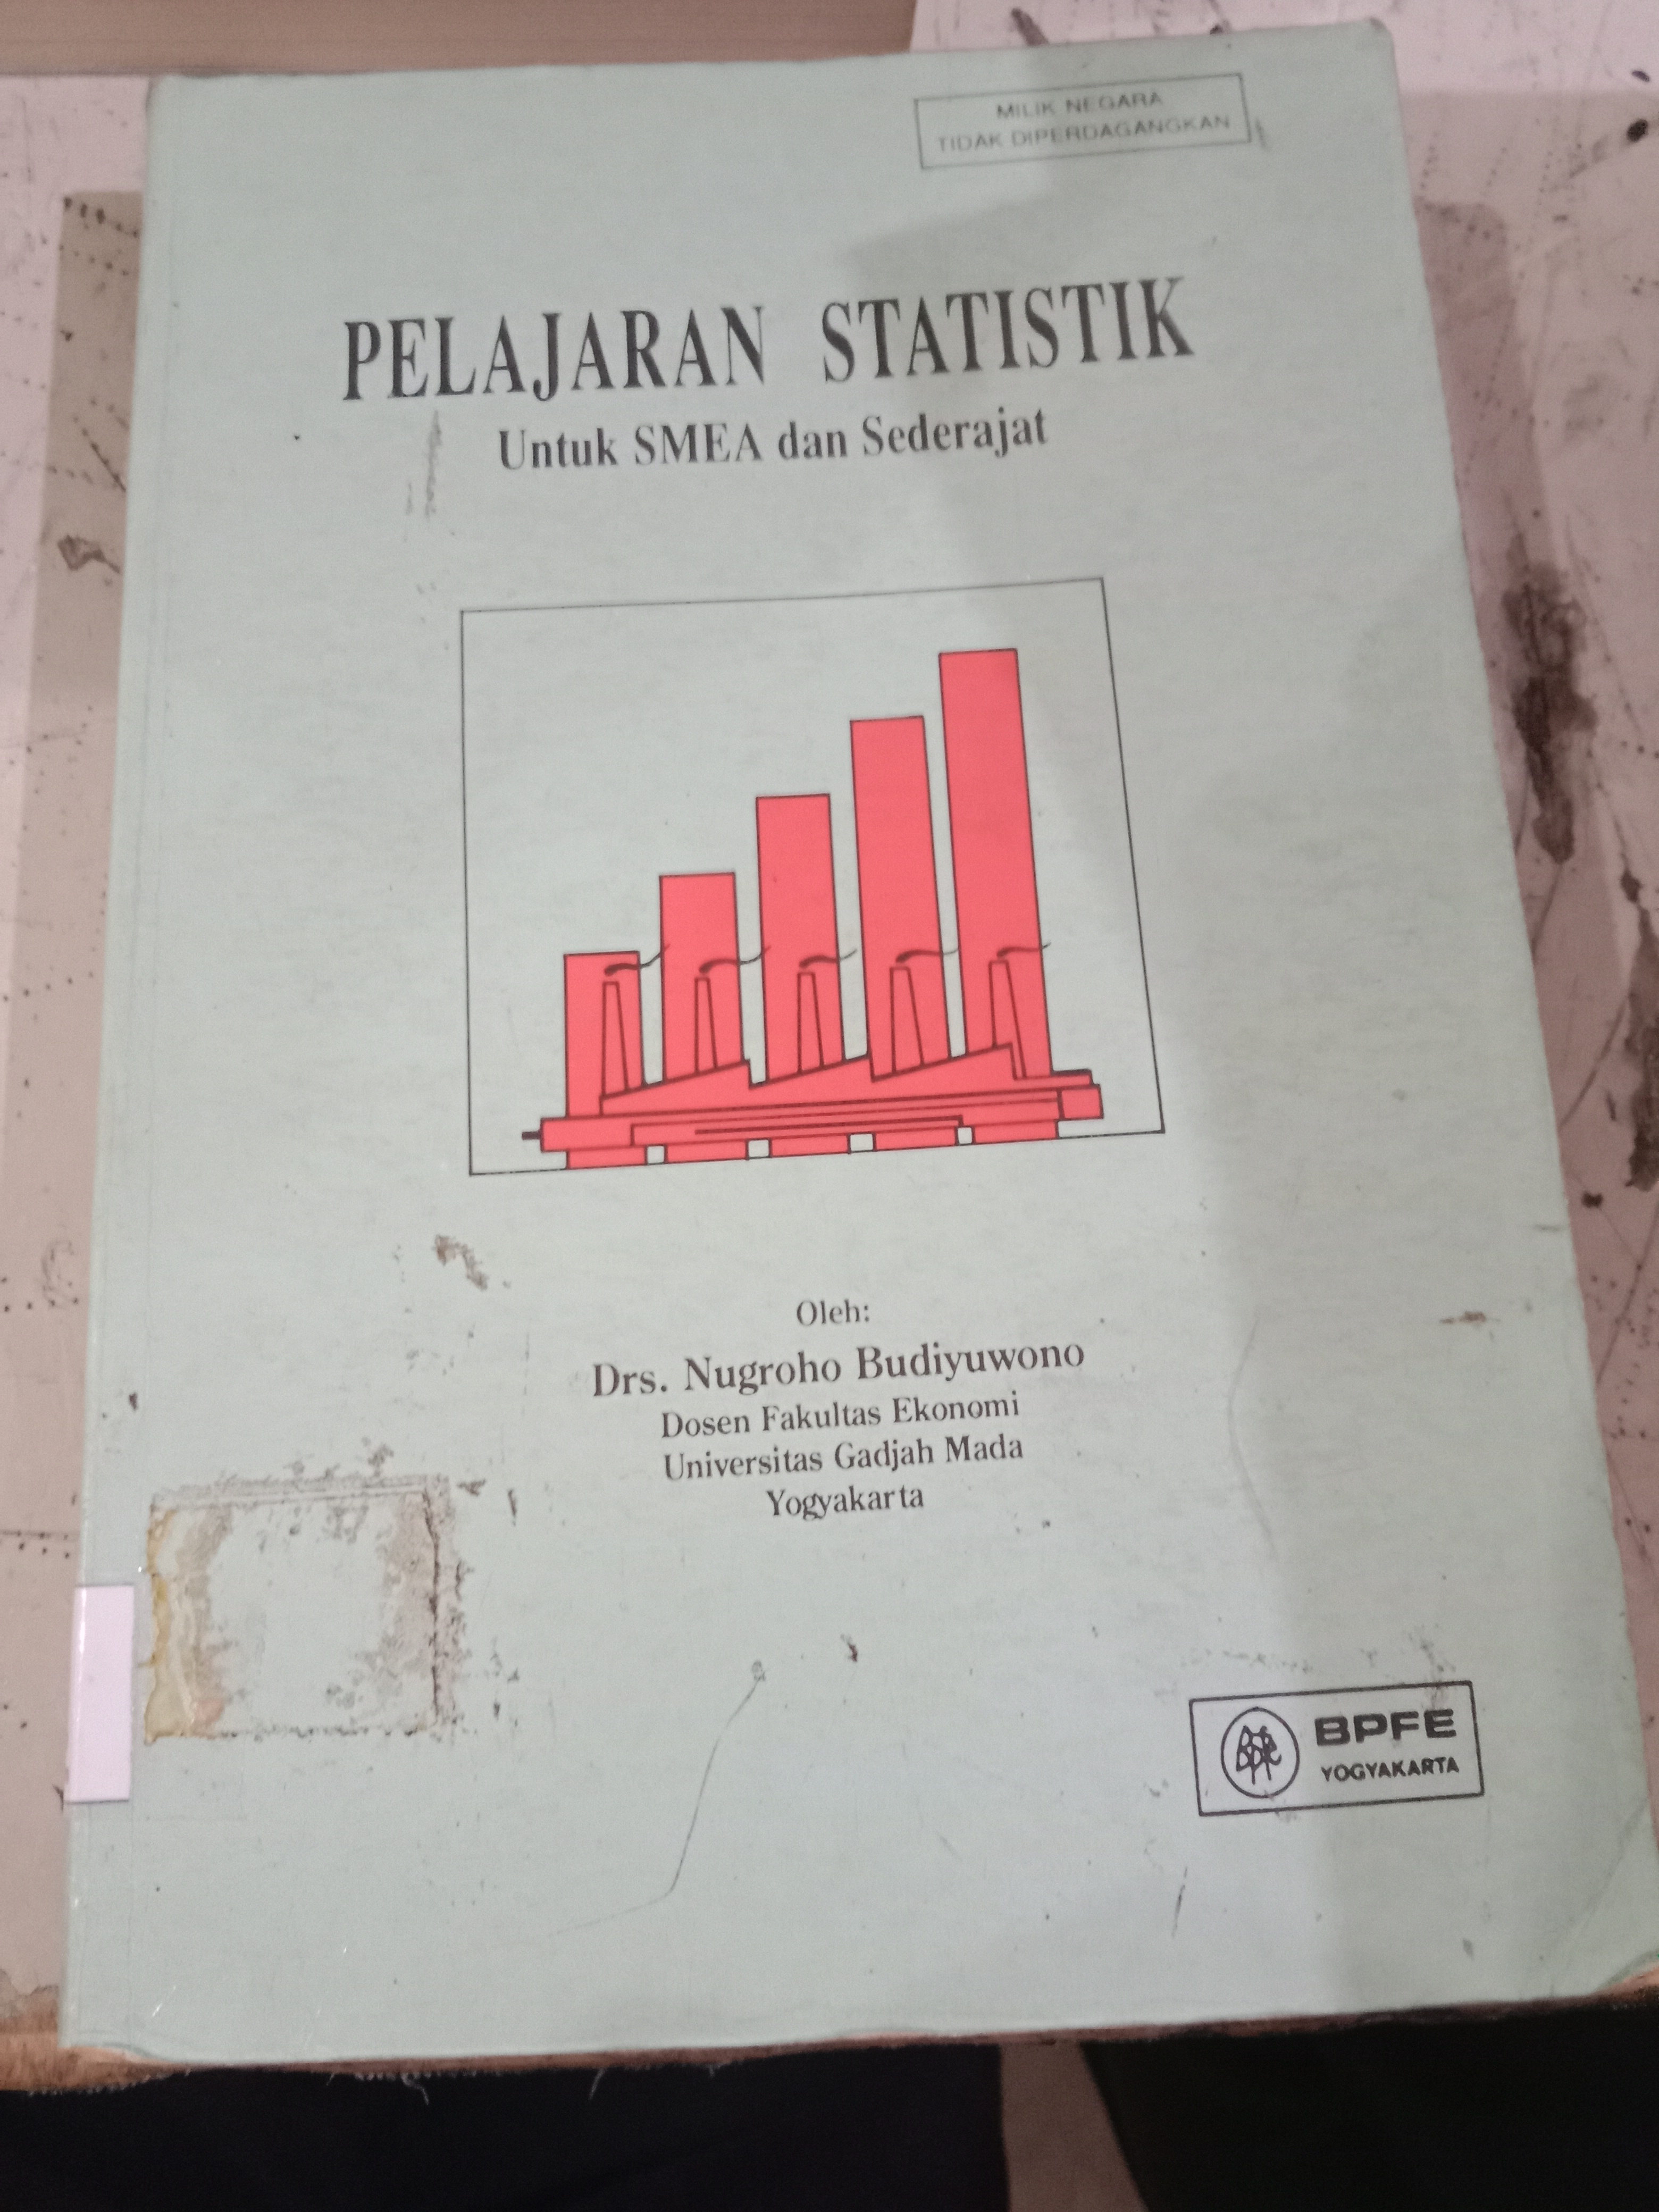 MILIK NEGARA
TIDAK DIPERDAGANGKAN
PELAJARAN STATISTIK
Untuk SMEA dan Sederajat
Oleh:
Drs. Nugroho Budiyuwono
Dosen Fakultas Ekonomi
Universitas Gadjah Mada
Yogyakarta
BPFE
YOGYAKARTA